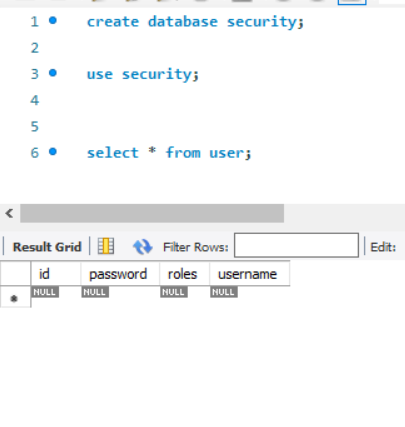 1 create database security;
2
3 use security;
4
5
6 select * from user;
Result Grid Filter Rows: Edit:
id password roles username
NULL NULL NULL NULL